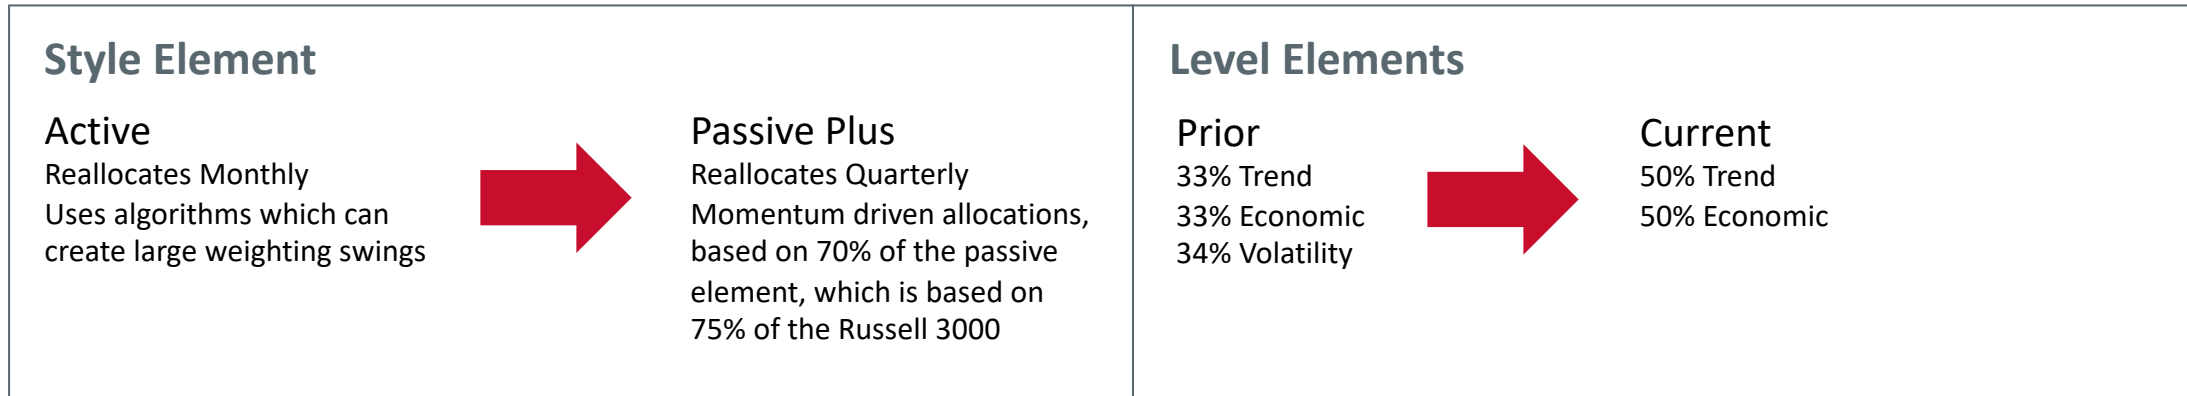 Style Element
Active
Reallocates Monthly
Uses algorithms which can
create large weighting swings
Passive Plus
Reallocates Quarterly
Momentum driven allocations,
based on 70% of the passive
element, which is based on
75% of the Russell 3000
Level Elements
Prior
33% Trend
33% Economic
34% Volatility
Current
50% Trend
50% Economic